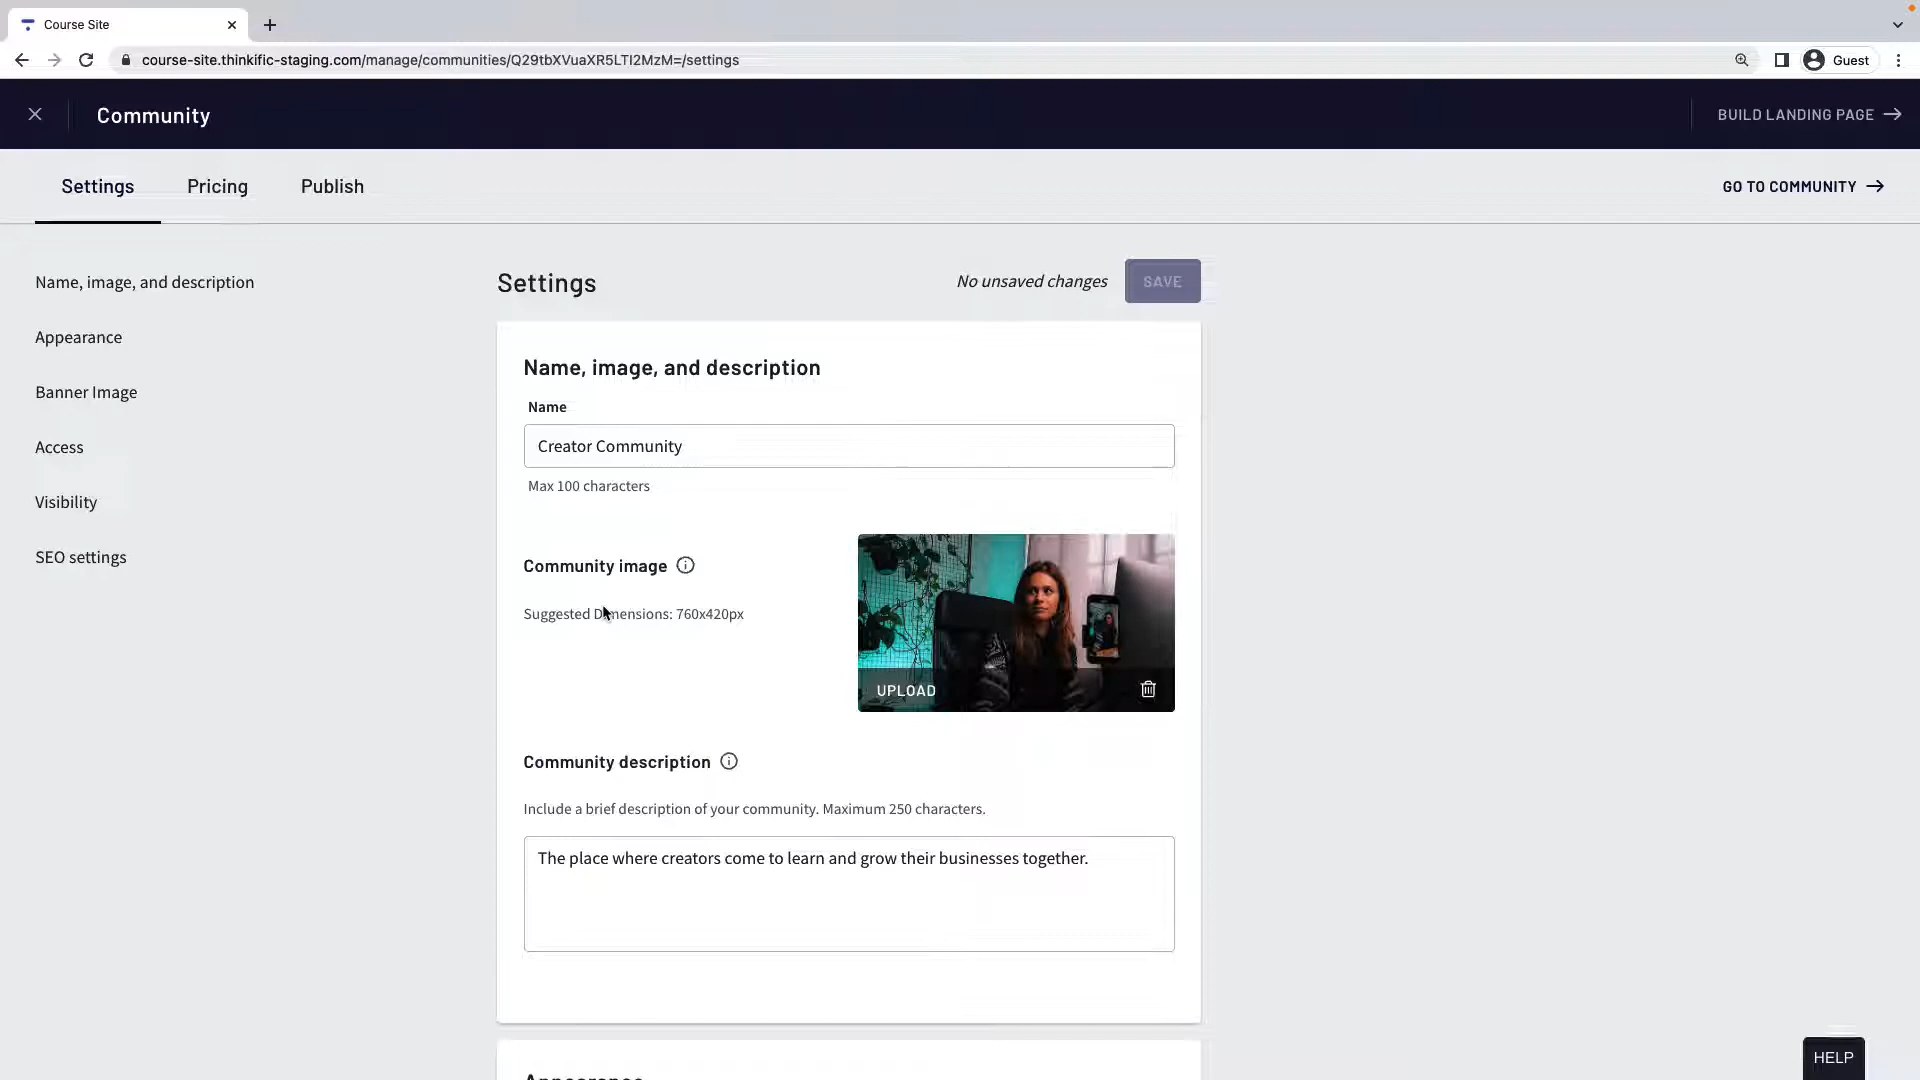 Course Site
course-site.thinkific-staging.com/manage/communities/Q29tbXVuaXR5LTI2MzM=/settings
Guest
Community
BUILD LANDING PAGE
Settings
Pricing
Publish
GO TO COMMUNITY
Name, image, and description
Appearance
Banner Image
Access
Visibility
SEO settings
Settings
No unsaved changes
SAVE
Name, image, and description
Name
Creator Community
Max 100 characters
Community image
Suggested Dimensions: 760x420px
UPLOAD
Community description
Include a brief description of your community. Maximum 250 characters.
The place where creators come to learn and grow their businesses together.
Appearance
HELP